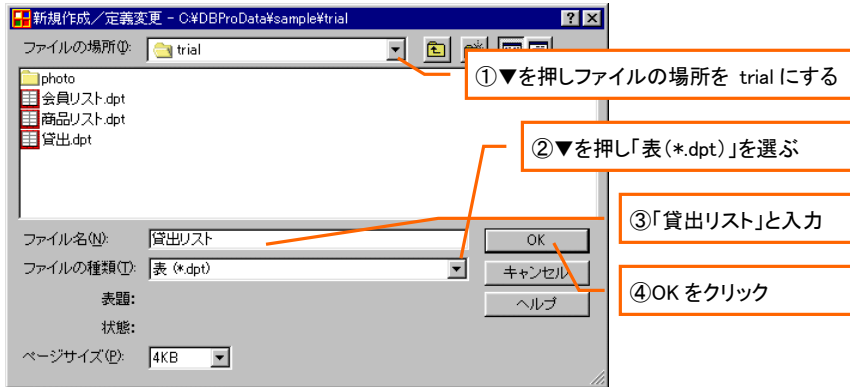 新規作成／定義変更 - C:¥DBProData¥sample¥trial
ファイルの場所(I):
trial
①▼を押しファイルの場所を trialにする
photo
会員リスト.dpt
商品リスト.dpt
貸出.dpt
②▼を押し「表(*.dpt)」を選ぶ
③「貸出リスト」と入力
ファイル名(N):
貸出リスト
OK
ファイルの種類(T):
表 (*.dpt)
キャンセル
④OK をクリック
表題:
ヘルプ
状態:
ページサイズ(P):
4KB